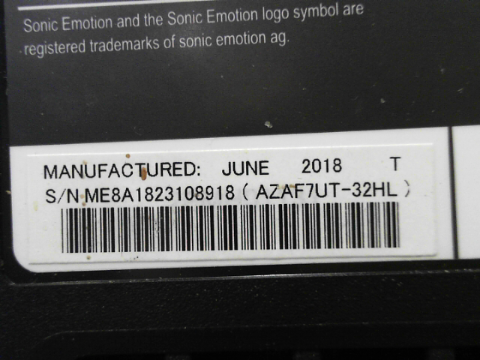 Sonic Emotion and the Sonic Emotion logo symbol are
registered trademarks of sonic emotion ag.
MANUFACTURED: JUNE 2018 T
S/N ME8A1823108918 ( AZAF7UT-32HL )